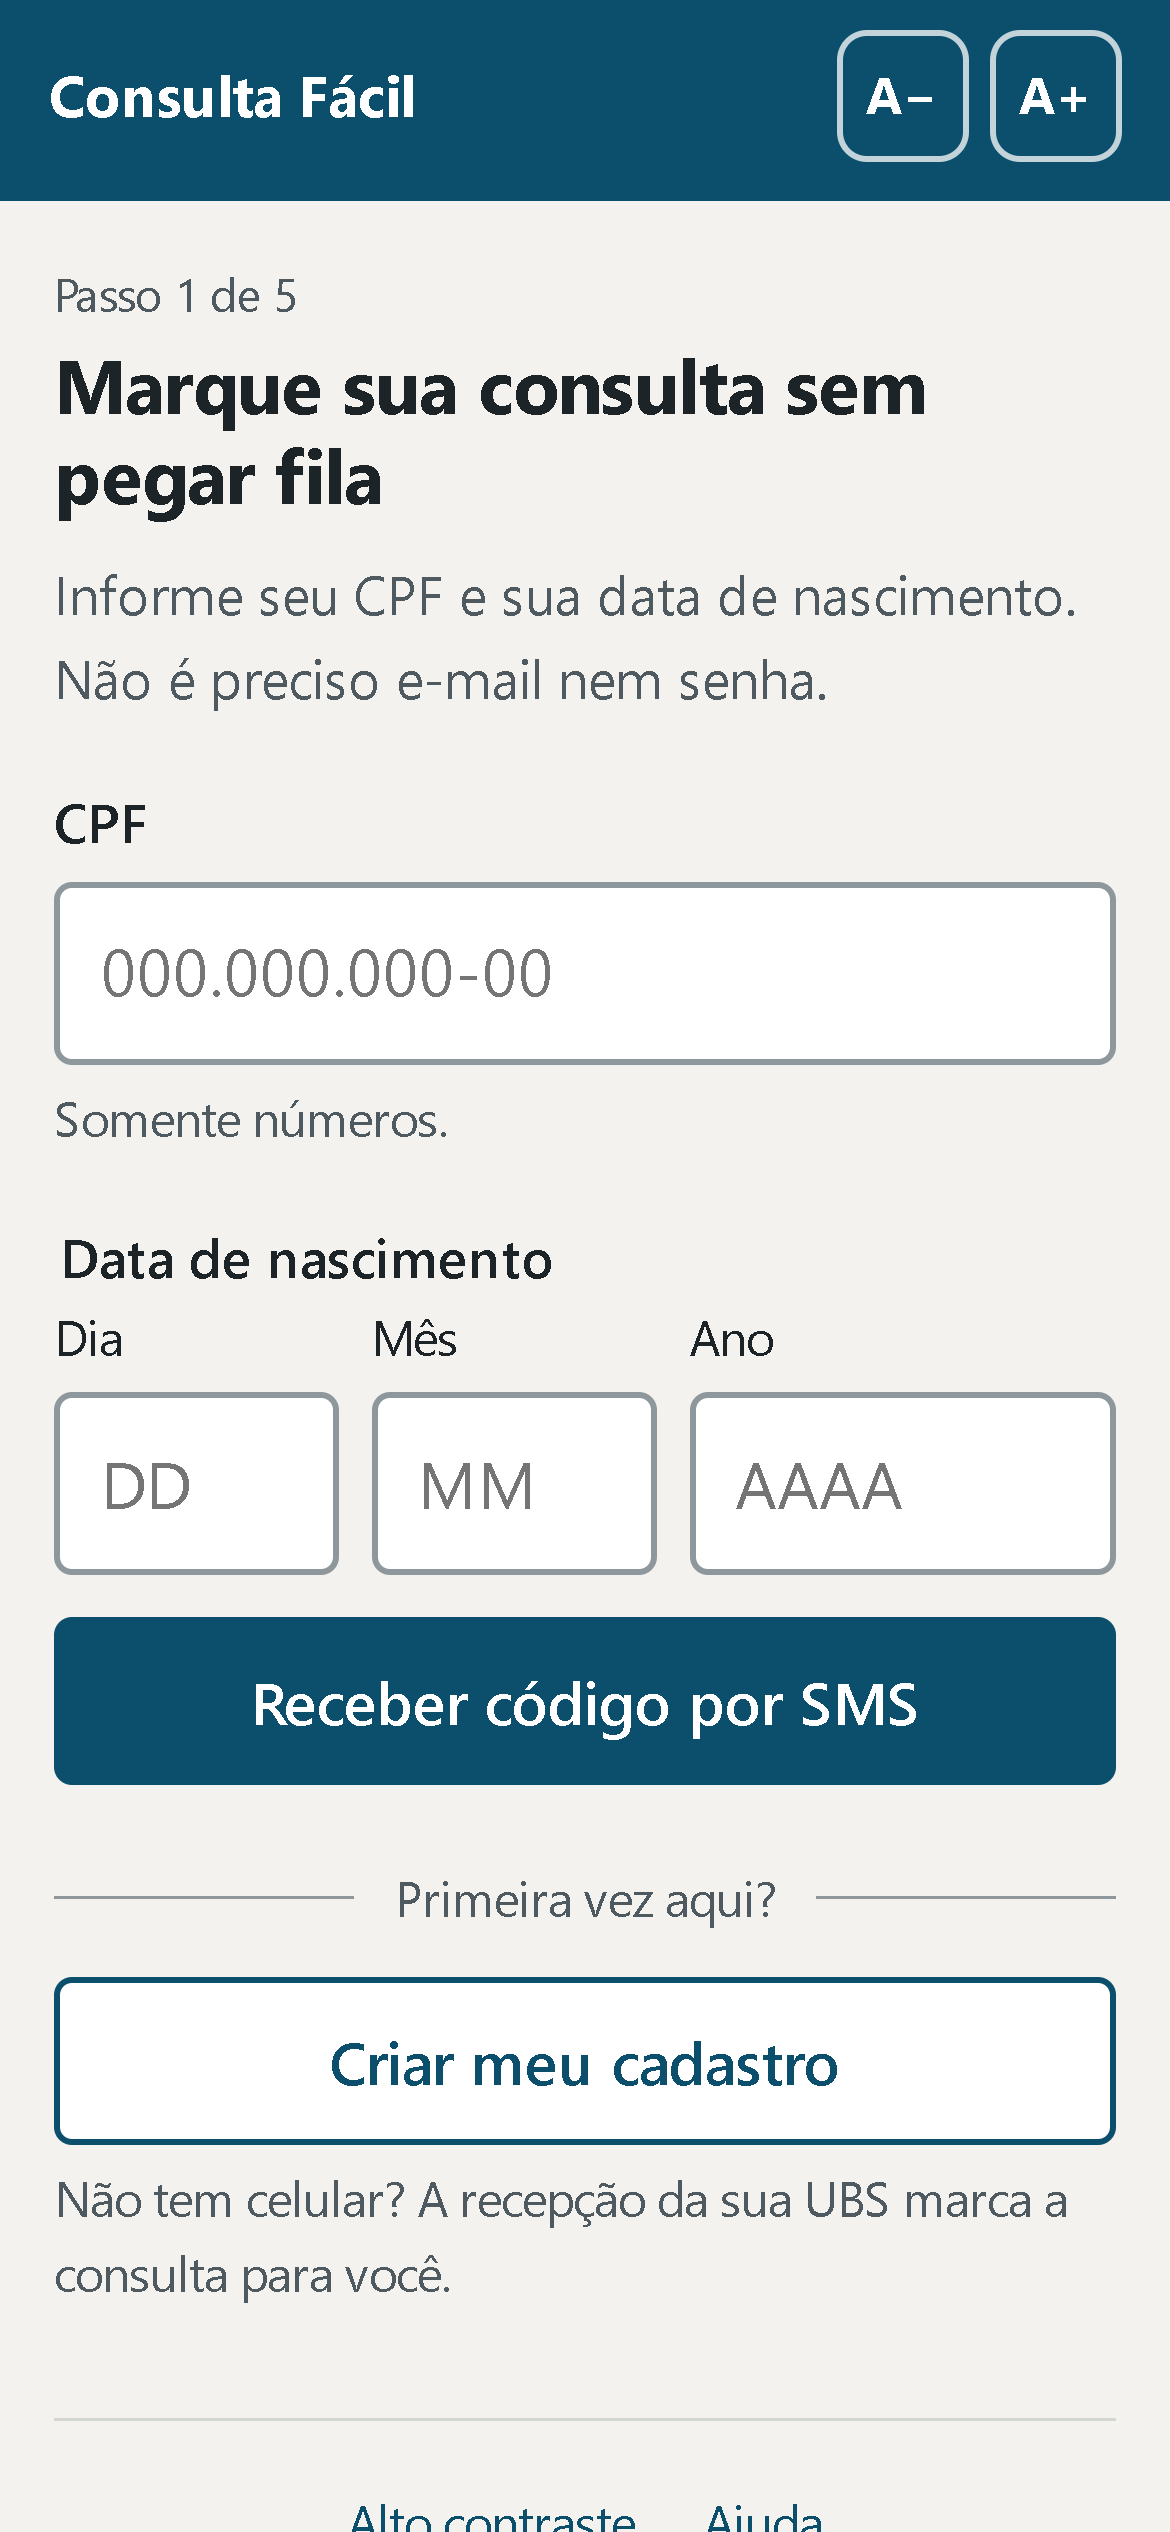 Consulta Fácil
A−
A+
Passo 1 de 5
Marque sua consulta sem
pegar fila
Informe seu CPF e sua data de nascimento.
Não é preciso e-mail nem senha.
CPF
000.000.000-00
Somente números.
Data de nascimento
Dia
Mês
Ano
DD
MM
AAAA
Receber código por SMS
Primeira vez aqui?
Criar meu cadastro
Não tem celular? A recepção da sua UBS marca a
consulta para você.
Alto contraste
Ajuda